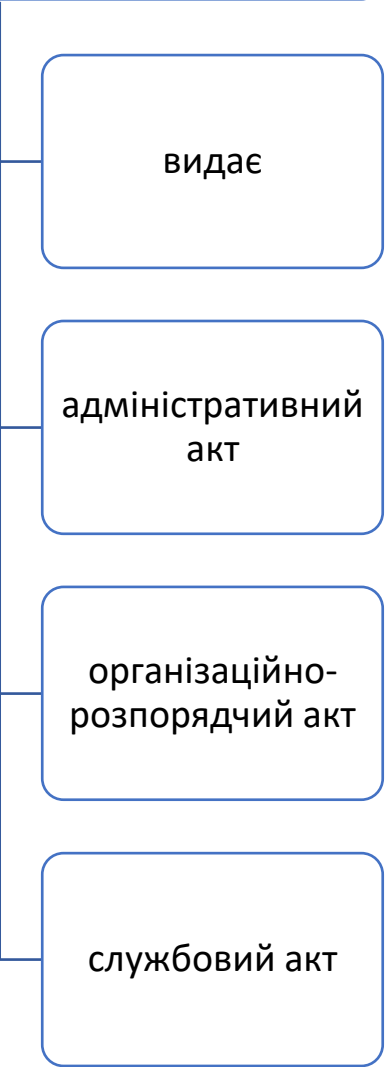 видає
адміністративний
акт
організаційно-
розпорядчий акт
службовий акт